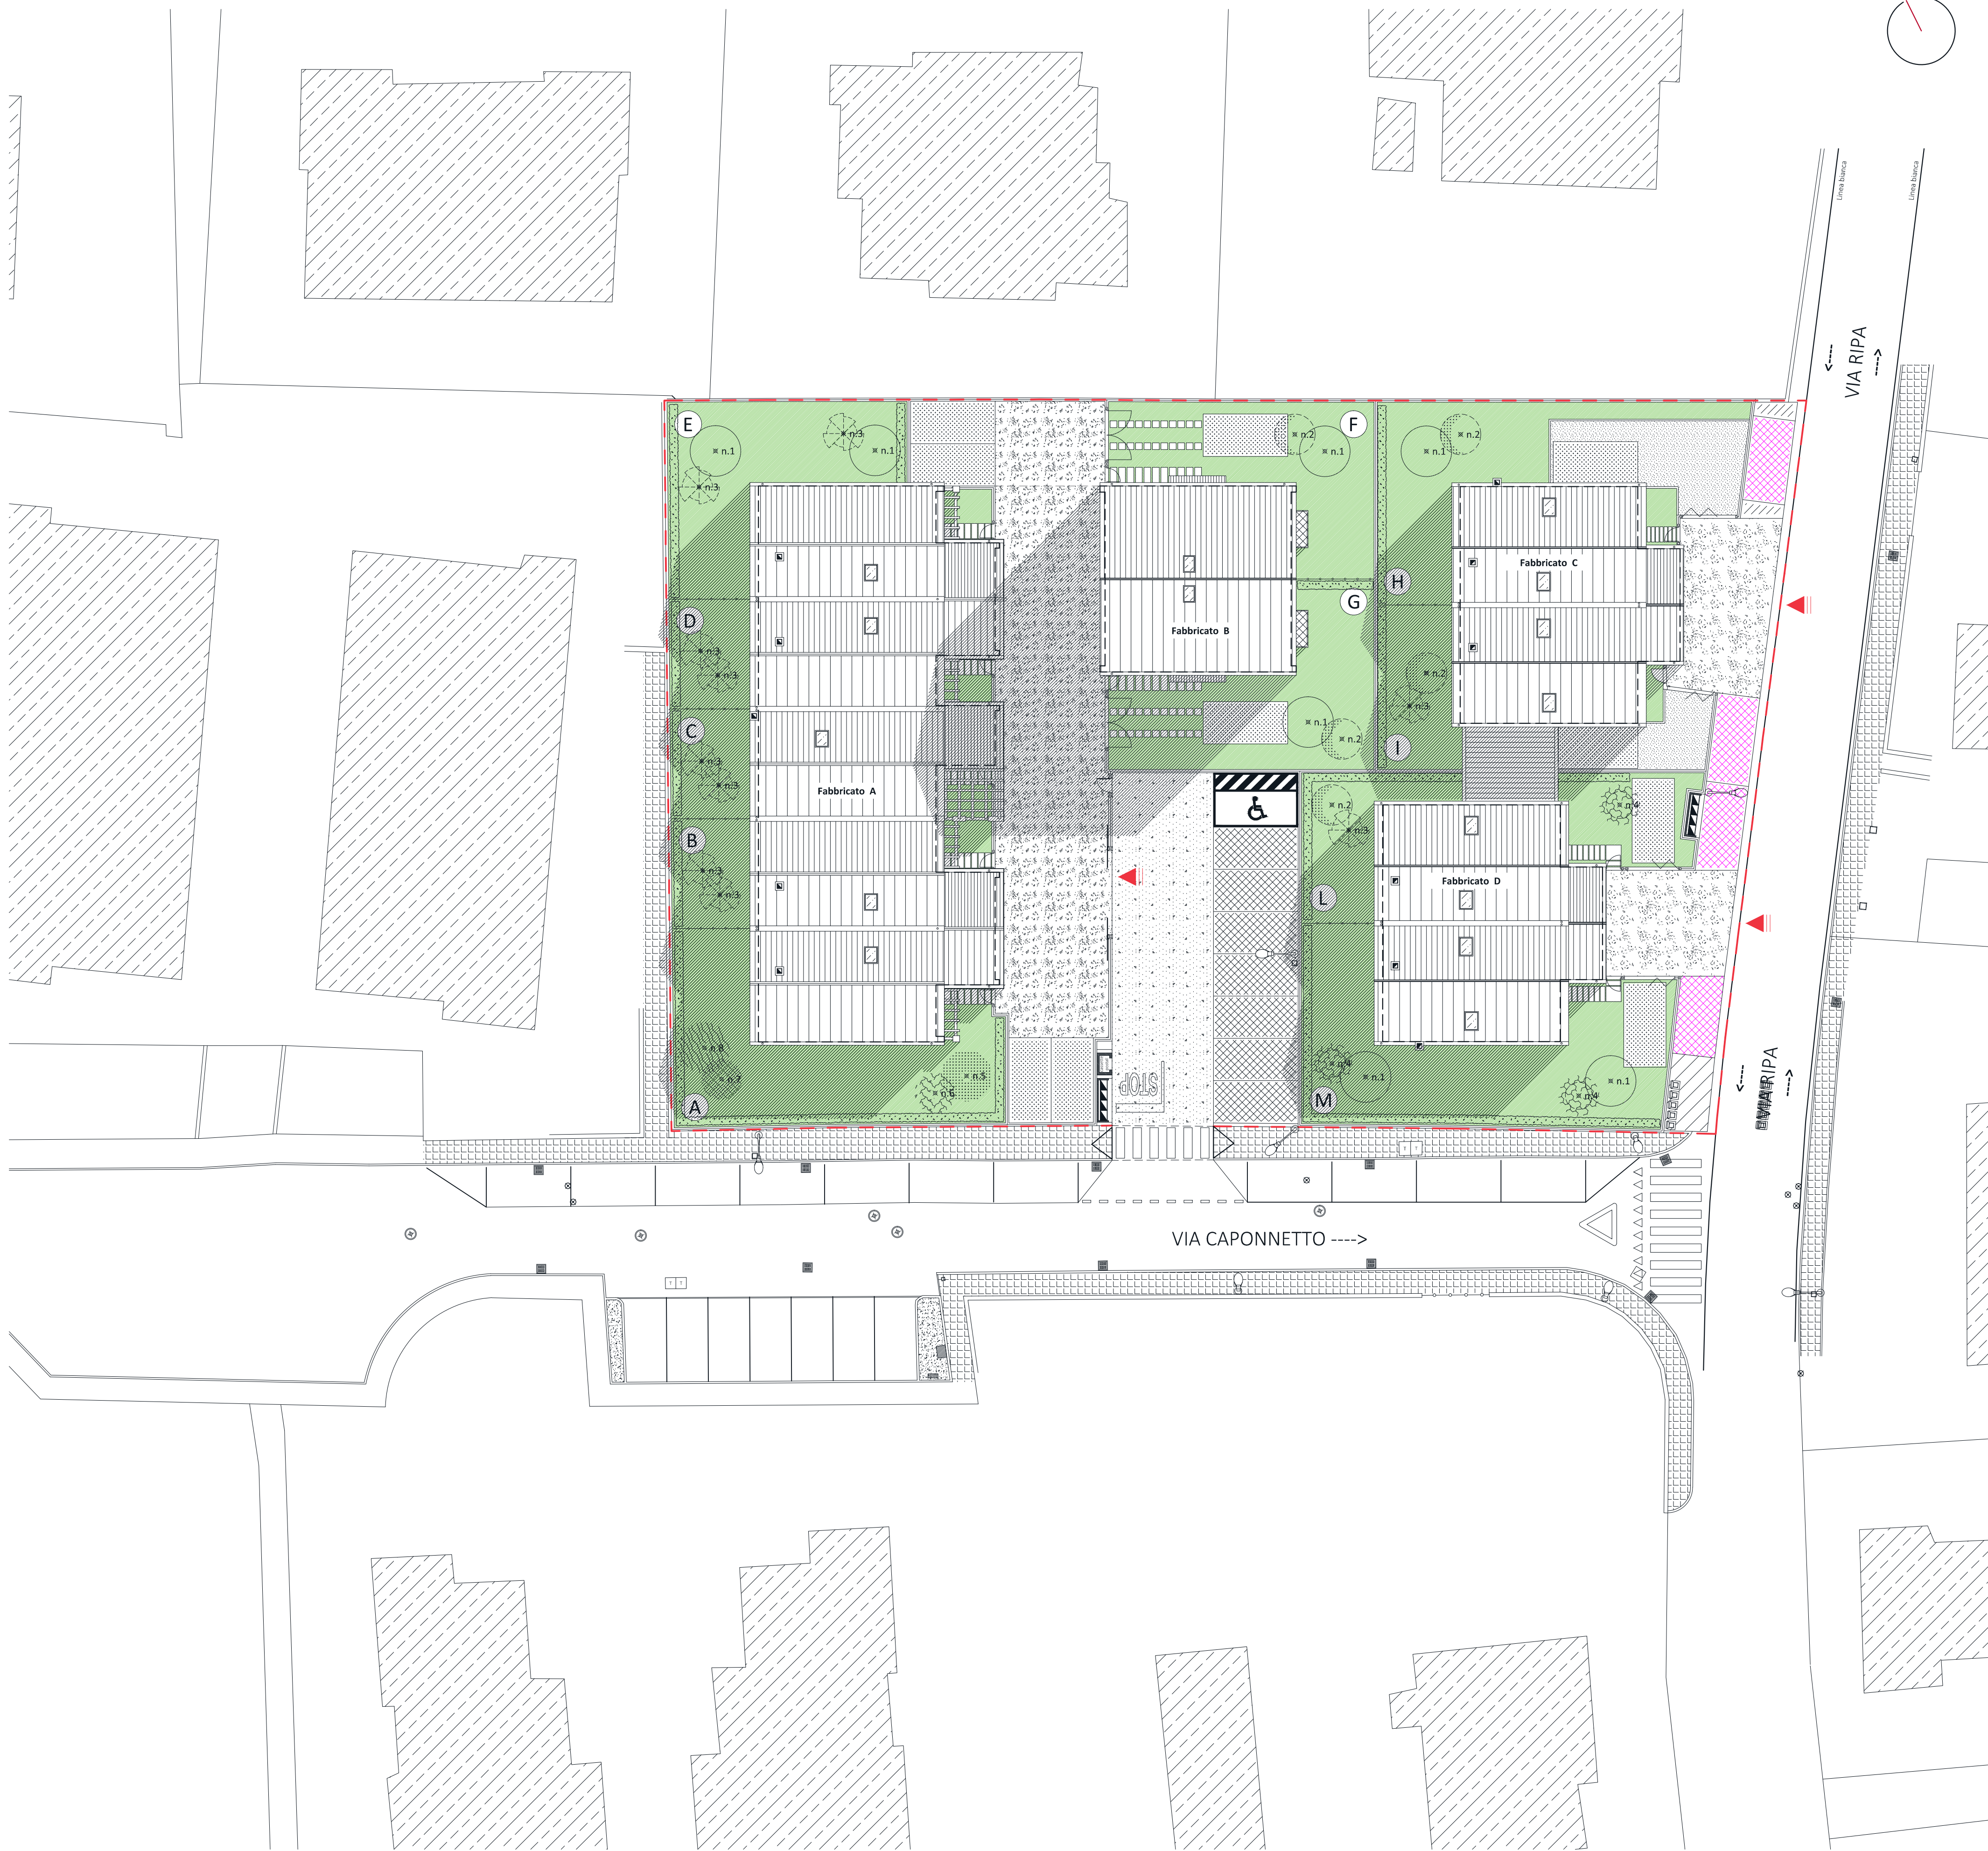 Linea bianca
Linea bianca
VIA RIPA
E
n.1
n.3
n.1
n.3
F
n.2
n.1
n.1
n.2
Fabbricato C
H
G
Fabbricato B
D
n.3
n.3
n.2
n.3
C
n.1
n.2
I
n.3
n.3
Fabbricato A
n.2
n.3
n.4
B
n.3
n.3
L
Fabbricato D
n.8
n.7
n.5
n.6
A
STOP
n.4
n.1
M
n.1
n.4
VIA RIPA
VIA CAPONNETTO ---->